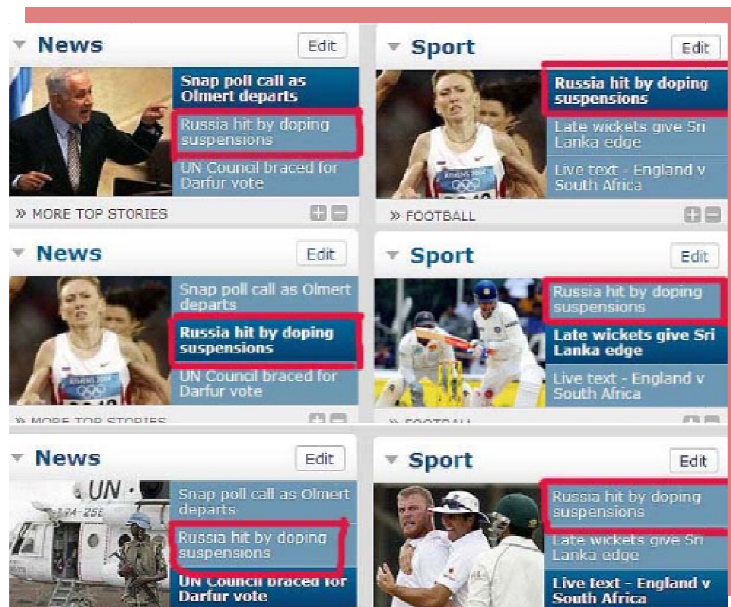 News
Edit
Snap poll call as
Olmert departs
Russia hit by doping
suspensions
UN Council braced for
Darfur vote
» MORE TOP STORIES
Sport
Edit
Russia hit by doping
suspensions
Late wickets give Sri
Lanka edge
Live text - England v
South Africa
» FOOTBALL
News
Edit
Snap poll call as Olmert
departs
Russia hit by doping
suspensions
UN Council braced for
Darfur vote
» MORE TOP STORIES
Sport
Edit
Russia hit by doping
suspensions
Late wickets give Sri
Lanka edge
Live text - England v
South Africa
» FOOTBALL
News
Edit
UN
Snap poll call as Olmert
departs
Russia hit by doping
suspensions
UN Council braced for
Darfur vote
Sport
Edit
Russia hit by doping
suspensions
Late wickets give Sri
Lanka edge
Live text - England v
South Africa